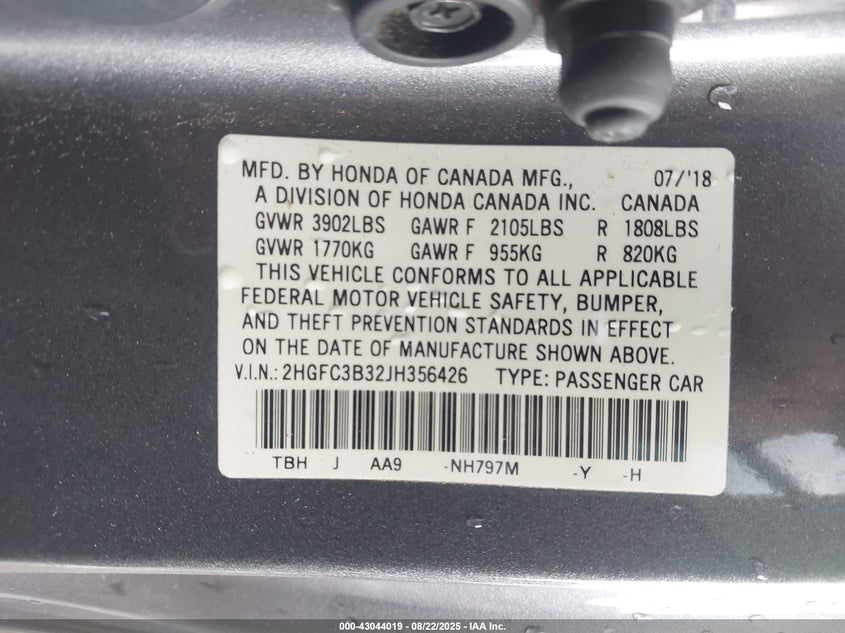 MFD. BY HONDA OF CANADA MFG., 07/'18
A DIVISION OF HONDA CANADA INC. CANADA
GVWR 3902LBS GAWR F 2105LBS R 1808LBS
GVWR 1770KG GAWR F 955KG R 820KG
THIS VEHICLE CONFORMS TO ALL APPLICABLE
FEDERAL MOTOR VEHICLE SAFETY, BUMPER,
AND THEFT PREVENTION STANDARDS IN EFFECT
ON THE DATE OF MANUFACTURE SHOWN ABOVE.
V.I.N.: 2HGFC3B32JH356426 TYPE: PASSENGER CAR
TBH J AA9 -NH797M -Y -H
000-43044019 - 08/22/2025 - IAA Inc.